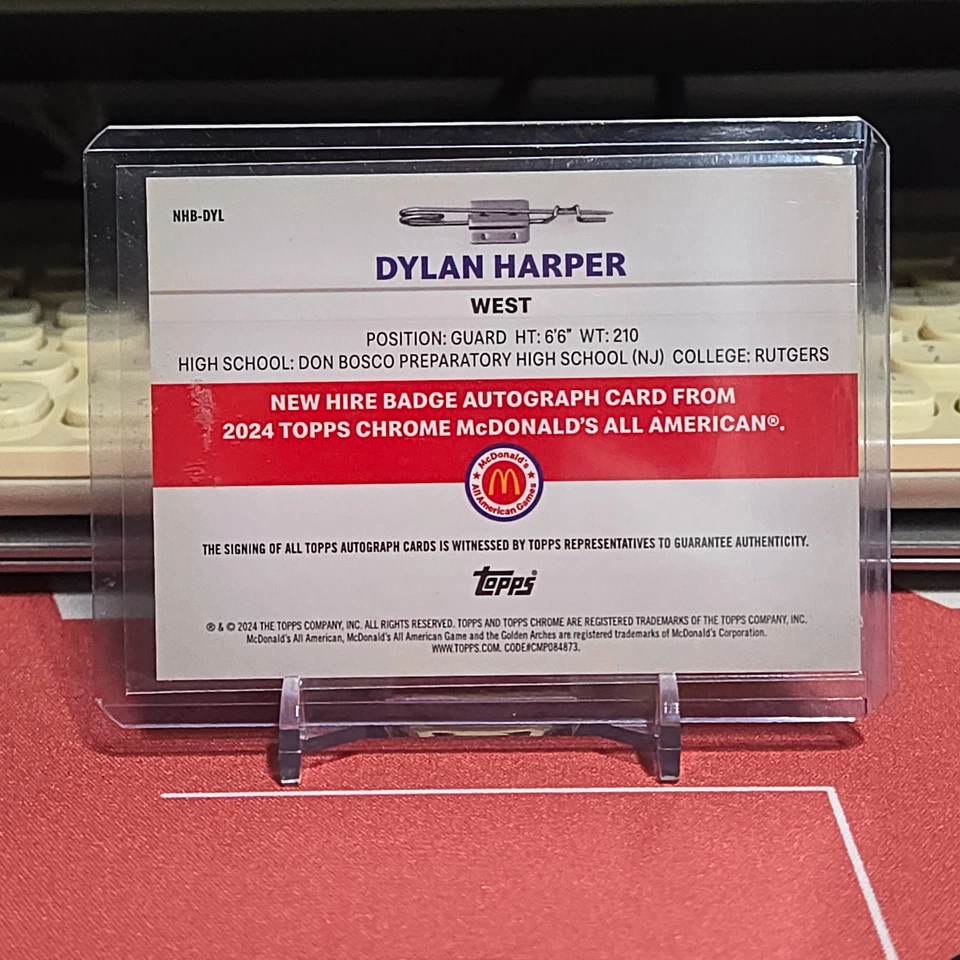 NHB-DYL
DYLAN HARPER
WEST
POSITION: GUARD HT: 6'6" WT: 210
HIGH SCHOOL: DON BOSCO PREPARATORY HIGH SCHOOL (NJ) COLLEGE: RUTGERS
NEW HIRE BADGE AUTOGRAPH CARD FROM
2024 TOPPS CHROME McDONALD'S ALL AMERICAN®.
McDonald's
All American Games
THE SIGNING OF ALL TOPPS AUTOGRAPH CARDS IS WITNESSED BY TOPPS REPRESENTATIVES TO GUARANTEE AUTHENTICITY.
topps®
® & © 2024 THE TOPPS COMPANY, INC. ALL RIGHTS RESERVED. TOPPS AND TOPPS CHROME ARE REGISTERED TRADEMARKS OF THE TOPPS COMPANY, INC.
McDonald's All American, McDonald's All American Game and the Golden Arches are registered trademarks of McDonald's Corporation.
WWW.TOPPS.COM. CODE#CMP084873.